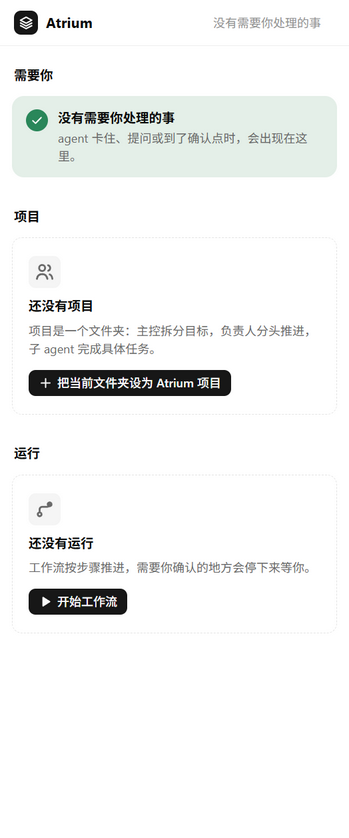 Atrium
没有需要你处理的事
需要你
没有需要你处理的事
agent 卡住、提问或到了确认点时，会出现在这
里。
项目
还没有项目
项目是一个文件夹：主控拆分目标，负责人分头推进，
子 agent 完成具体任务。
把当前文件夹设为 Atrium 项目
运行
还没有运行
工作流按步骤推进，需要你确认的地方会停下来等你。
开始工作流